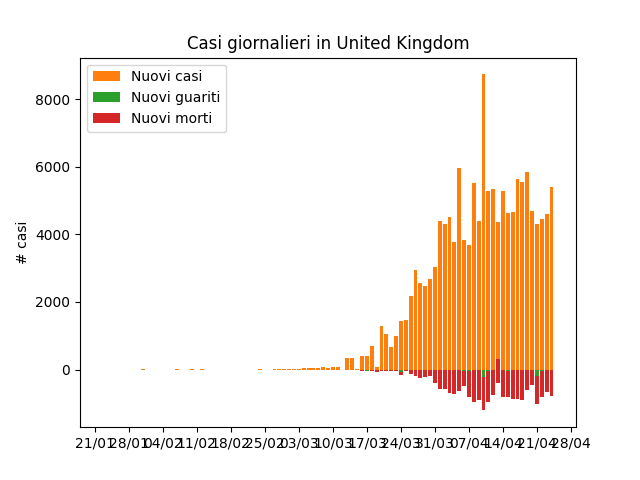 Casi giornalieri in United Kingdom
Nuovi casi
Nuovi guariti
Nuovi morti
# casi
8000
6000
4000
2000
0
21/01 28/01 04/02 11/02 18/02 25/02 03/03 10/03 17/03 24/03 31/03 07/04 14/04 21/04 28/04